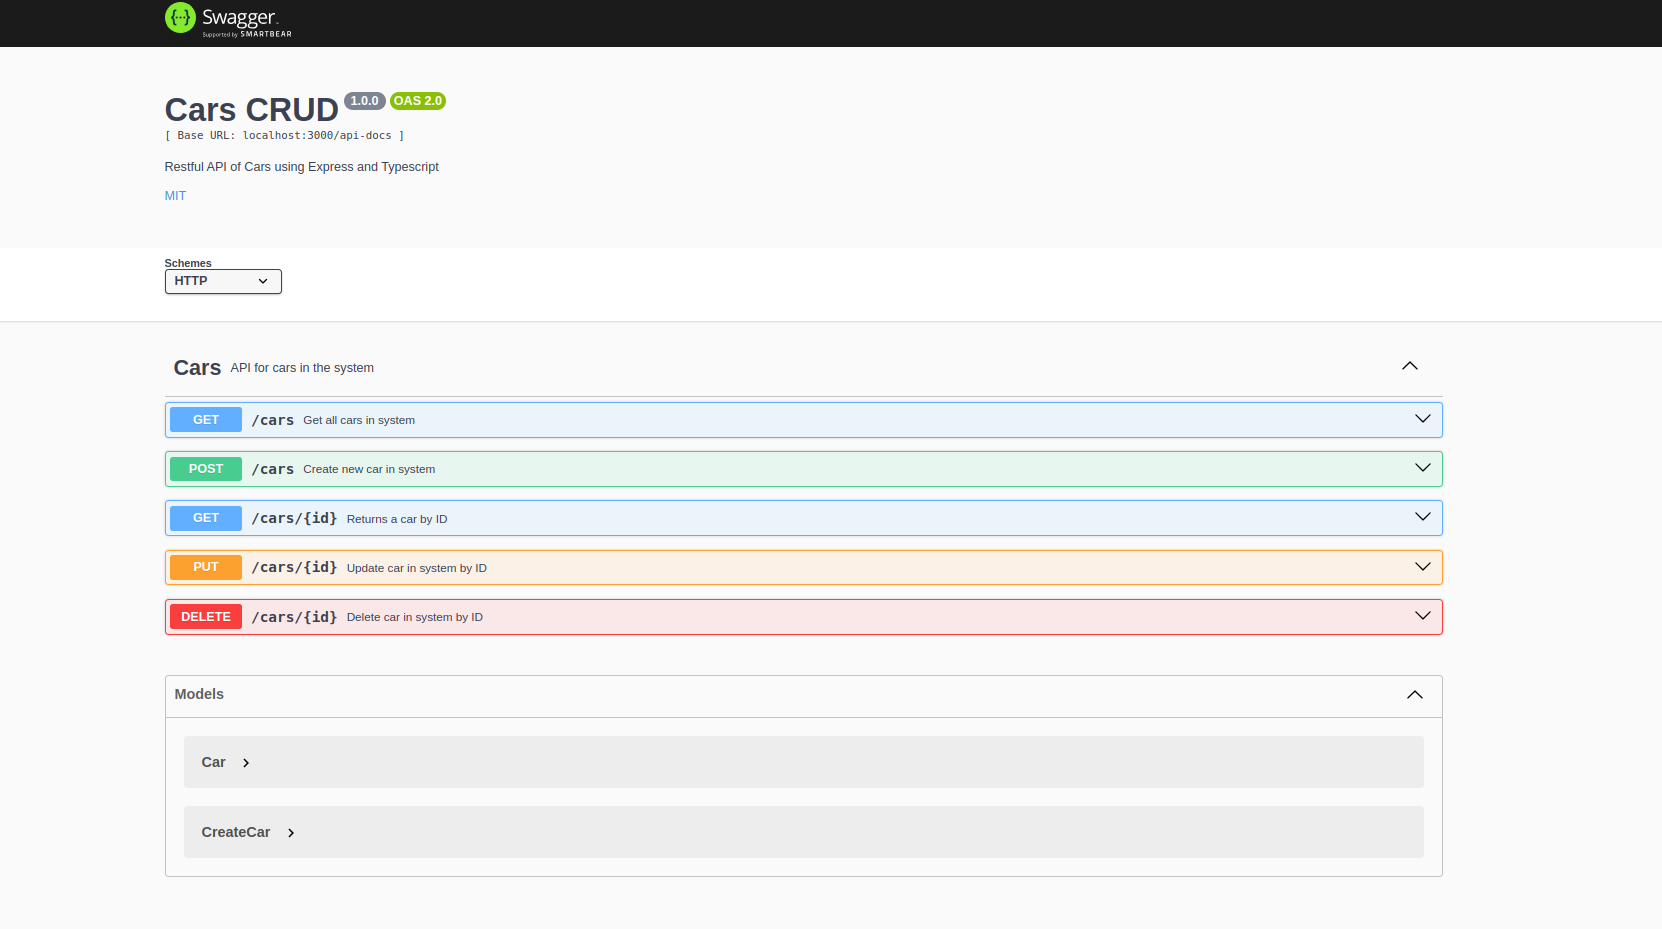 {···} Swagger.
Supported by SMARTBEAR
Cars CRUD 1.0.0 OAS 2.0
[ Base URL: localhost:3000/api-docs ]
Restful API of Cars using Express and Typescript
MIT
Schemes
HTTP
Cars API for cars in the system
GET /cars Get all cars in system
POST /cars Create new car in system
GET /cars/{id} Returns a car by ID
PUT /cars/{id} Update car in system by ID
DELETE /cars/{id} Delete car in system by ID
Models
Car
CreateCar